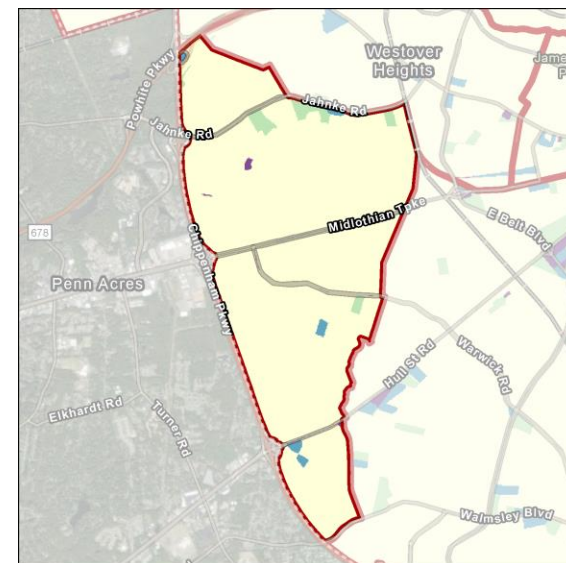 Westover
Heights
Powhite Pkwy
Jahnke Rd
Jahnke Rd
Midlothian Tpke
E Belt Blvd
678
Chippenham Pkwy
Penn Acres
Hull St Rd
Warwick Rd
Elkhardt Rd
Turner Rd
Walmsley Blvd